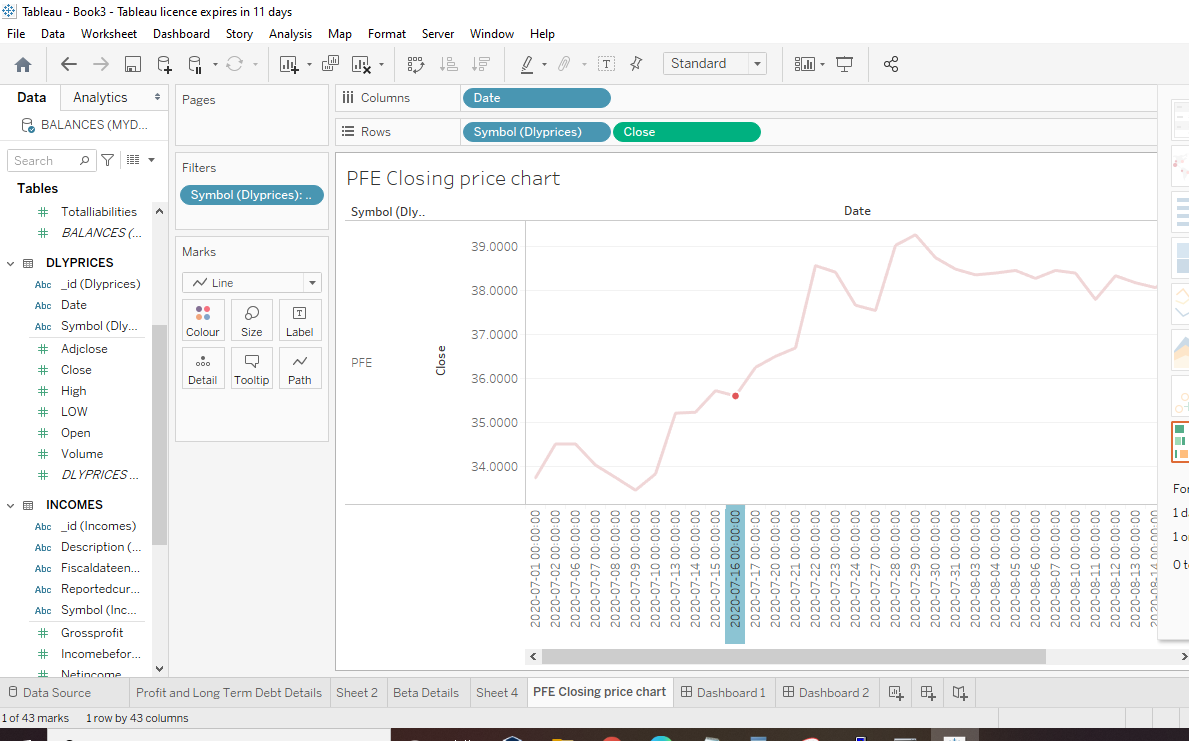 Tableau - Book3 - Tableau licence expires in 11 days
File Data Worksheet Dashboard Story Analysis Map Format Server Window Help
Standard
Data Analytics
BALANCES (MYD...
Search
Tables
Totalliabilities
BALANCES (...
DLYPRICES
Abc _id (Dlyprices)
Abc Date
Abc Symbol (Dly...
Adjclose
Close
High
LOW
Open
Volume
DLYPRICES ...
INCOMES
Abc _id (Incomes)
Abc Description (...
Abc Fiscaldateen...
Abc Reportedcur...
Abc Symbol (Inc...
Grossprofit
Incomebefor...
Netincome
Pages
Filters
Symbol (Dlyprices): ..
Marks
Line
Colour Size Label
Detail Tooltip Path
Columns Date
Rows Symbol (Dlyprices) Close
PFE Closing price chart
Symbol (Dly..
Date
PFE
Close
39.0000
38.0000
37.0000
36.0000
35.0000
34.0000
2020-07-01 00:00:00
2020-07-02 00:00:00
2020-07-06 00:00:00
2020-07-07 00:00:00
2020-07-08 00:00:00
2020-07-09 00:00:00
2020-07-10 00:00:00
2020-07-13 00:00:00
2020-07-14 00:00:00
2020-07-15 00:00:00
2020-07-16 00:00:00
2020-07-17 00:00:00
2020-07-20 00:00:00
2020-07-21 00:00:00
2020-07-22 00:00:00
2020-07-23 00:00:00
2020-07-24 00:00:00
2020-07-27 00:00:00
2020-07-28 00:00:00
2020-07-29 00:00:00
2020-07-30 00:00:00
2020-07-31 00:00:00
2020-08-03 00:00:00
2020-08-04 00:00:00
2020-08-05 00:00:00
2020-08-06 00:00:00
2020-08-07 00:00:00
2020-08-10 00:00:00
2020-08-11 00:00:00
2020-08-12 00:00:00
2020-08-13 00:00:00
2020-08-14 00:00:00
For
1 d
1 o
0 t
Data Source Profit and Long Term Debt Details Sheet 2 Beta Details Sheet 4 PFE Closing price chart Dashboard 1 Dashboard 2
1 of 43 marks 1 row by 43 columns